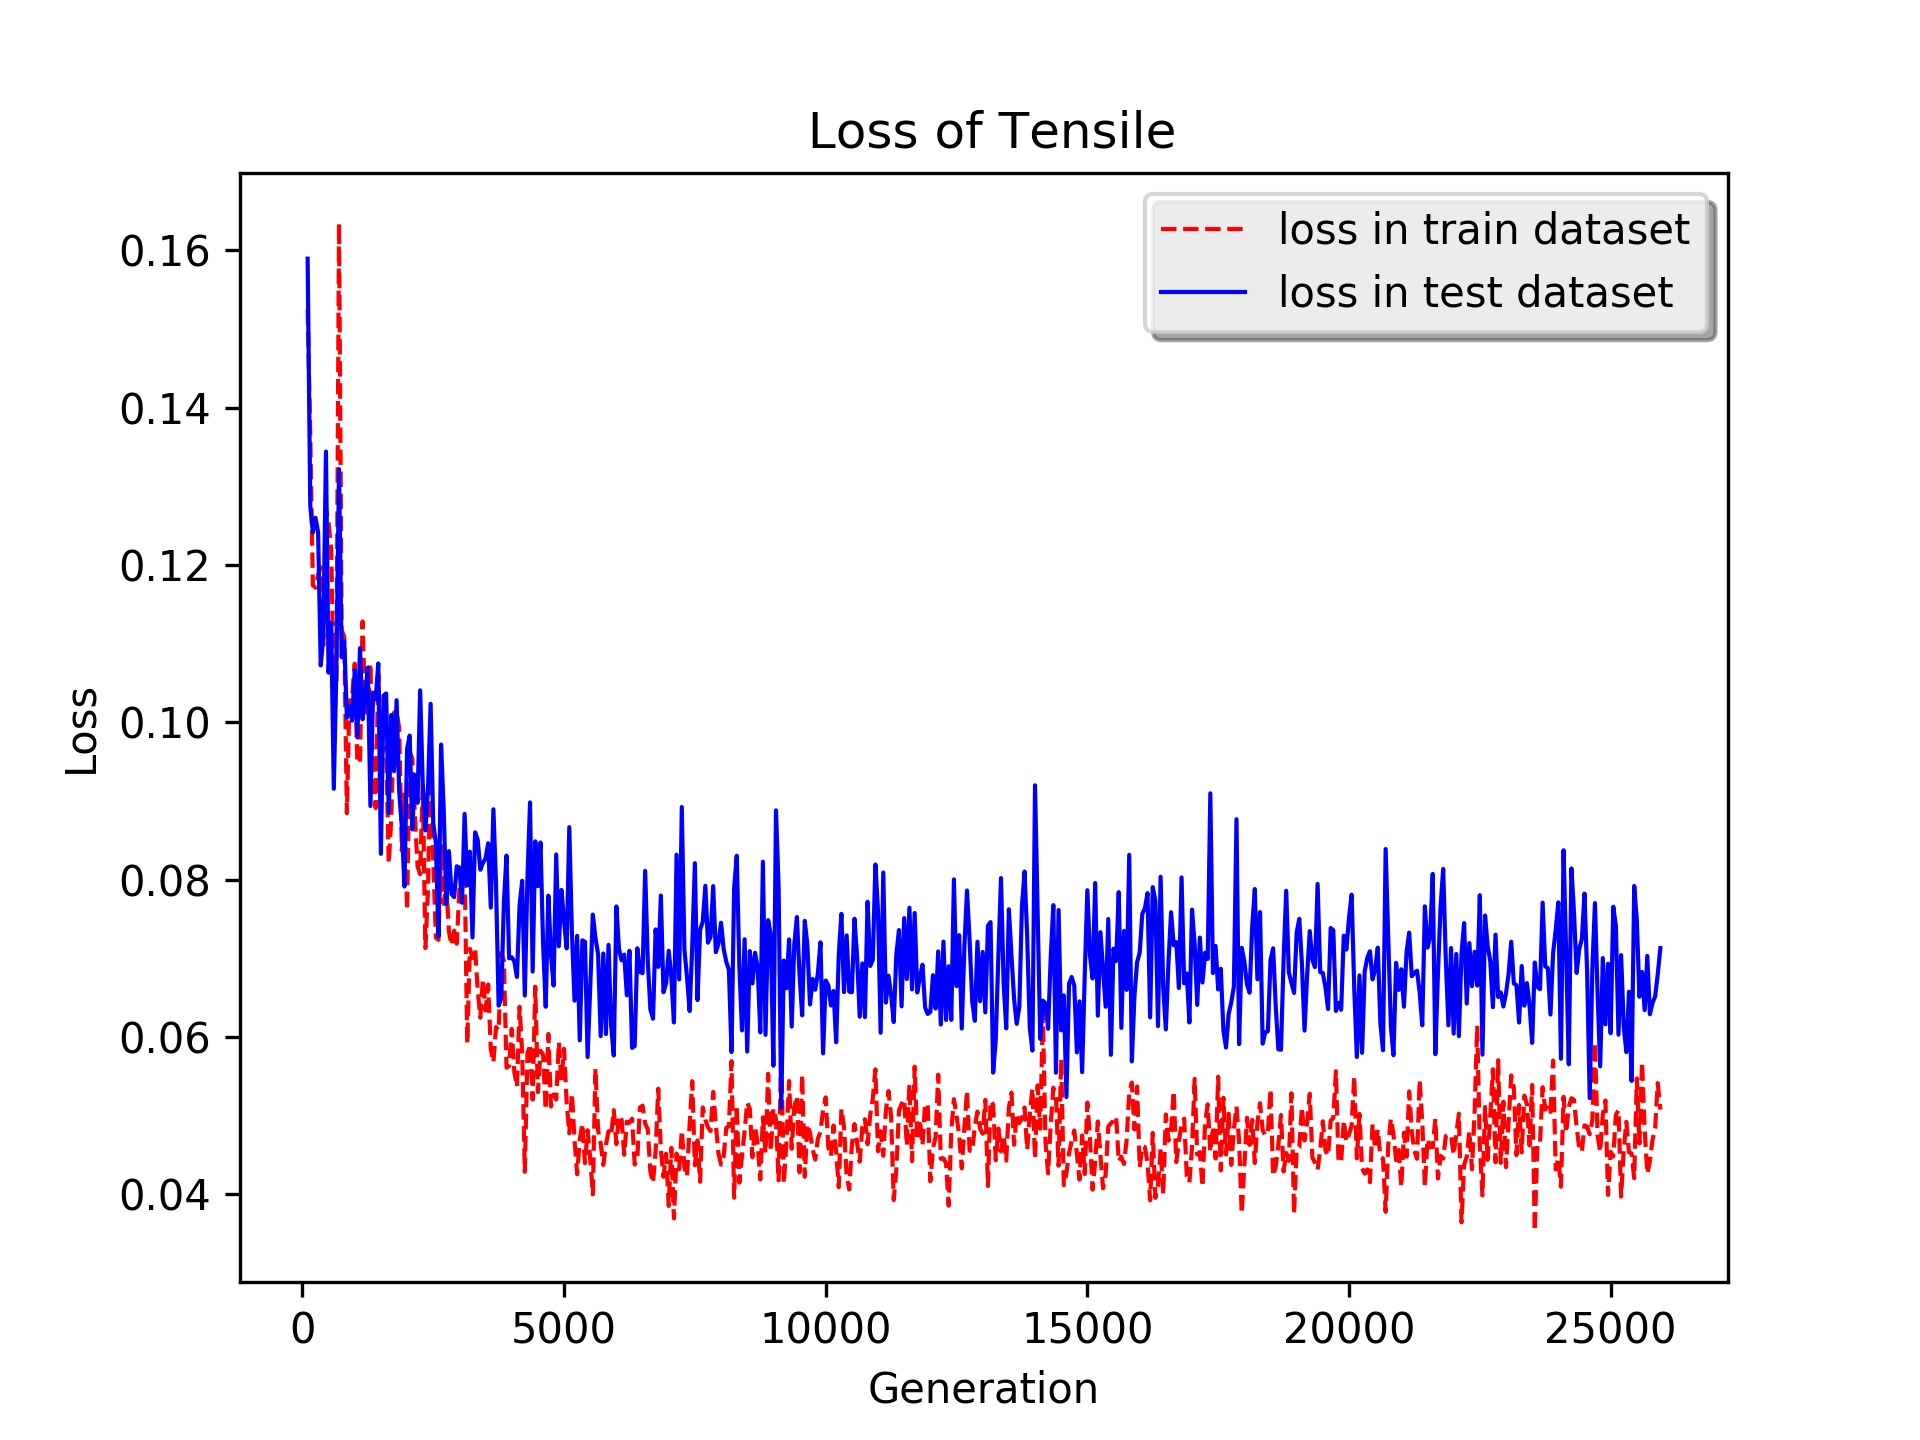 Loss of Tensile
loss in train dataset
loss in test dataset
0.16
0.14
0.12
0.10
0.08
0.06
0.04
Loss
0 5000 10000 15000 20000 25000
Generation